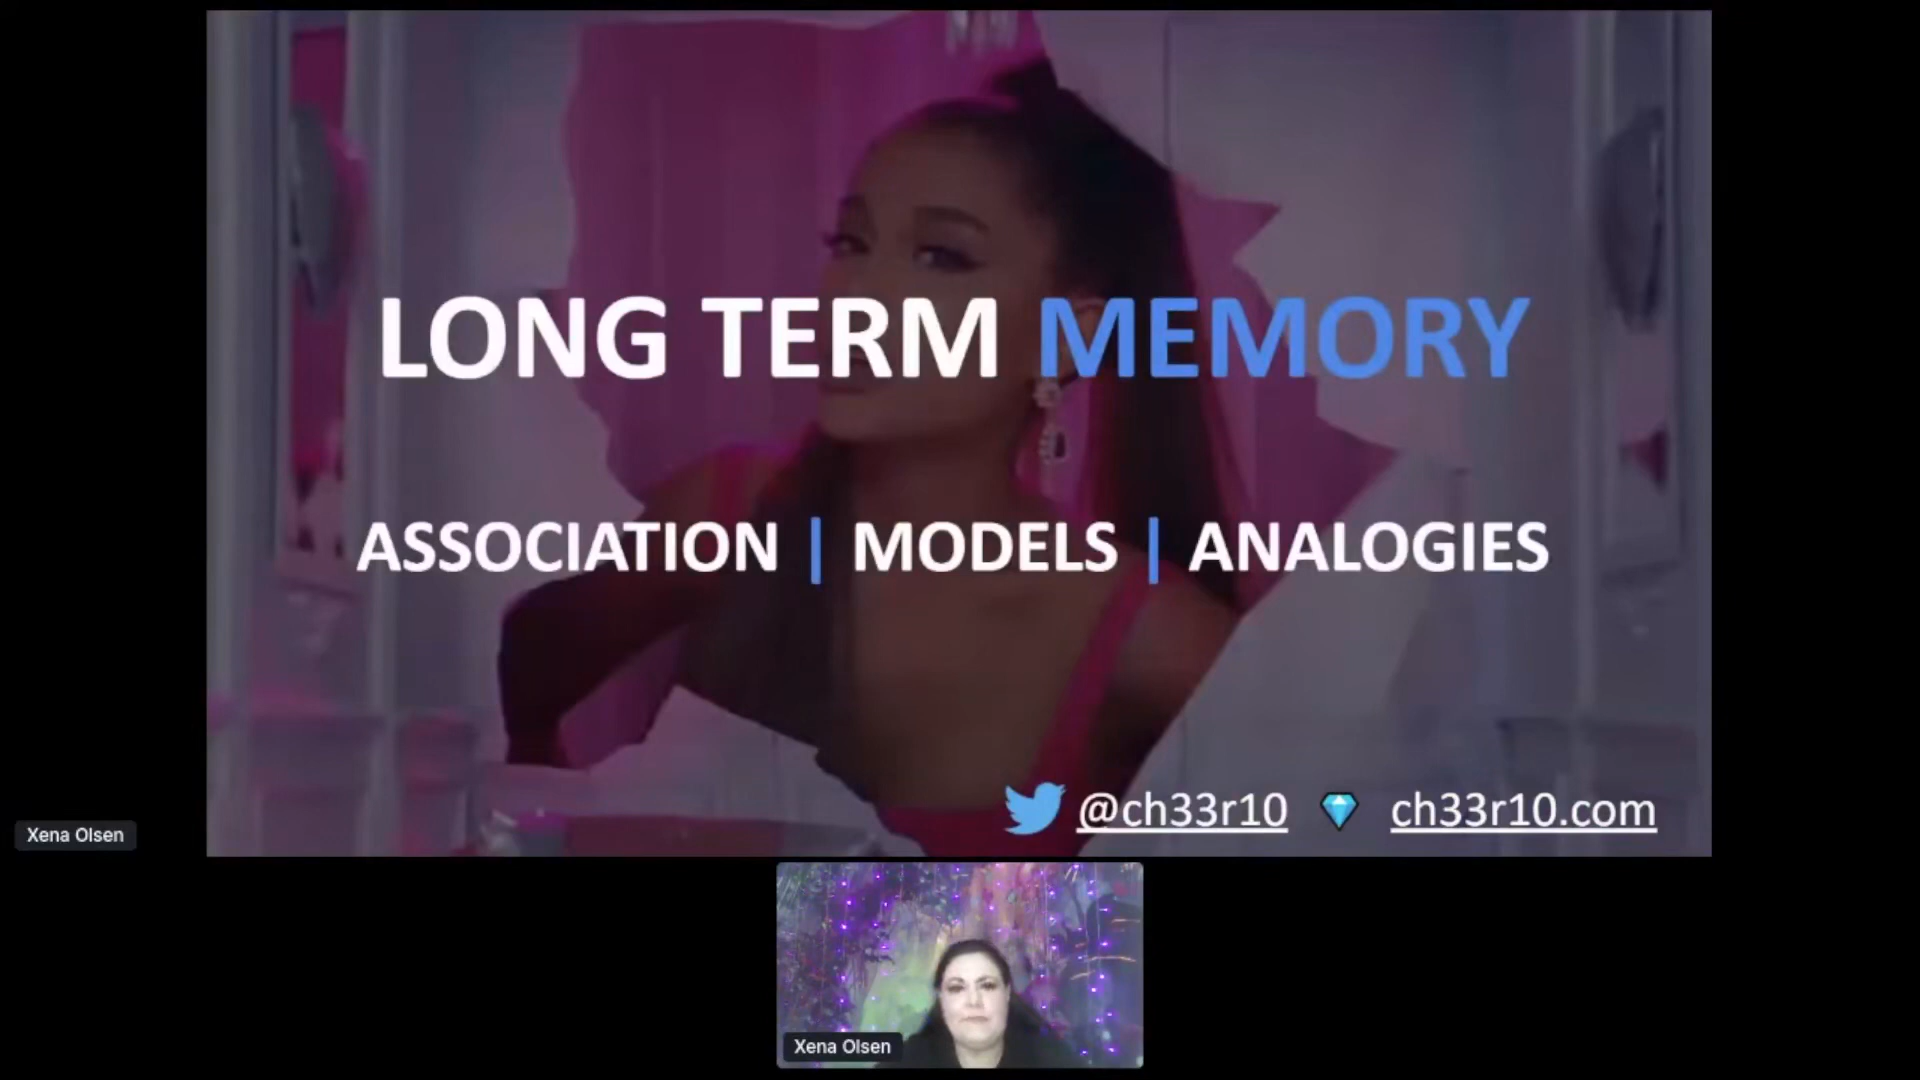 LONG TERM MEMORY
ASSOCIATION | MODELS | ANALOGIES
@ch33r10 💎 ch33r10.com
Xena Olsen
Xena Olsen